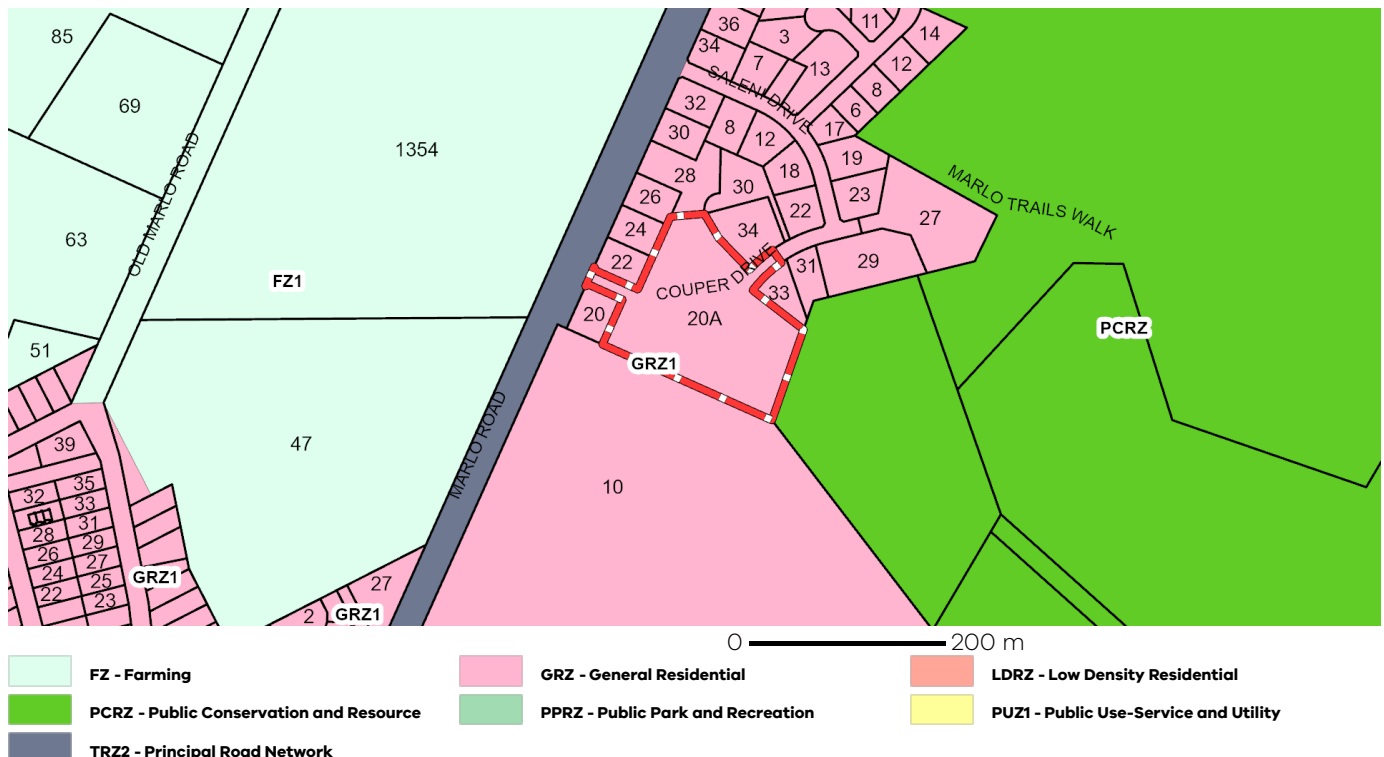 36
11
85
3
14
34
7
13
12
69
SALENI DRIVE
8
32
6
30
8
12
17
1354
19
18
MARLO TRAILS WALK
OLD MARLO ROAD
28
30
26
23
22
27
24
34
63
22
31
29
FZ1
COUPER DRIVE
33
20
20A
PCRZ
51
GRZ1
MARLO ROAD
39
47
35
10
32
33
31
28
29
26
27
24
25
GRZ1
27
22
23
2
GRZ1
0 200 m
FZ - Farming
GRZ - General Residential
LDRZ - Low Density Residential
PCRZ - Public Conservation and Resource
PPRZ - Public Park and Recreation
PUZ1 - Public Use-Service and Utility
TRZ2 - Principal Road Network